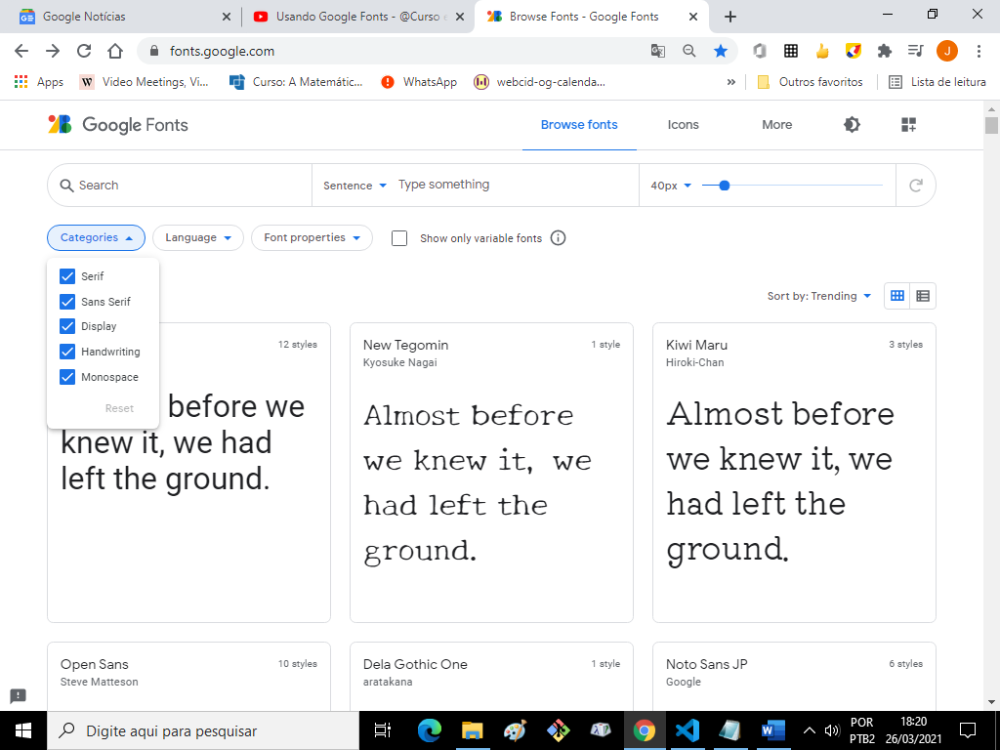 Google Notícias
Usando Google Fonts - @Curso
Browse Fonts - Google Fonts
fonts.google.com
J
Apps
W Video Meetings, Vi...
Curso: A Matemátic...
WhatsApp
webcid-og-calenda...
»
Outros favoritos
Lista de leitura
Google Fonts
Browse fonts
Icons
More
Search
Sentence
Type something
40px
Categories
Language
Font properties
Show only variable fonts
Serif
Sans Serif
Display
Handwriting
Monospace
Reset
Sort by: Trending
12 styles
before we
knew it, we had
left the ground.
New Tegomin
1 style
Kyosuke Nagai
Almost before
we knew it, we
had left the
ground.
Kiwi Maru
3 styles
Hiroki-Chan
Almost before
we knew it, we
had left the
ground.
Open Sans
10 styles
Steve Matteson
Dela Gothic One
1 style
aratakana
Noto Sans JP
6 styles
Google
Digite aqui para pesquisar
POR
PTB2
18:20
26/03/2021